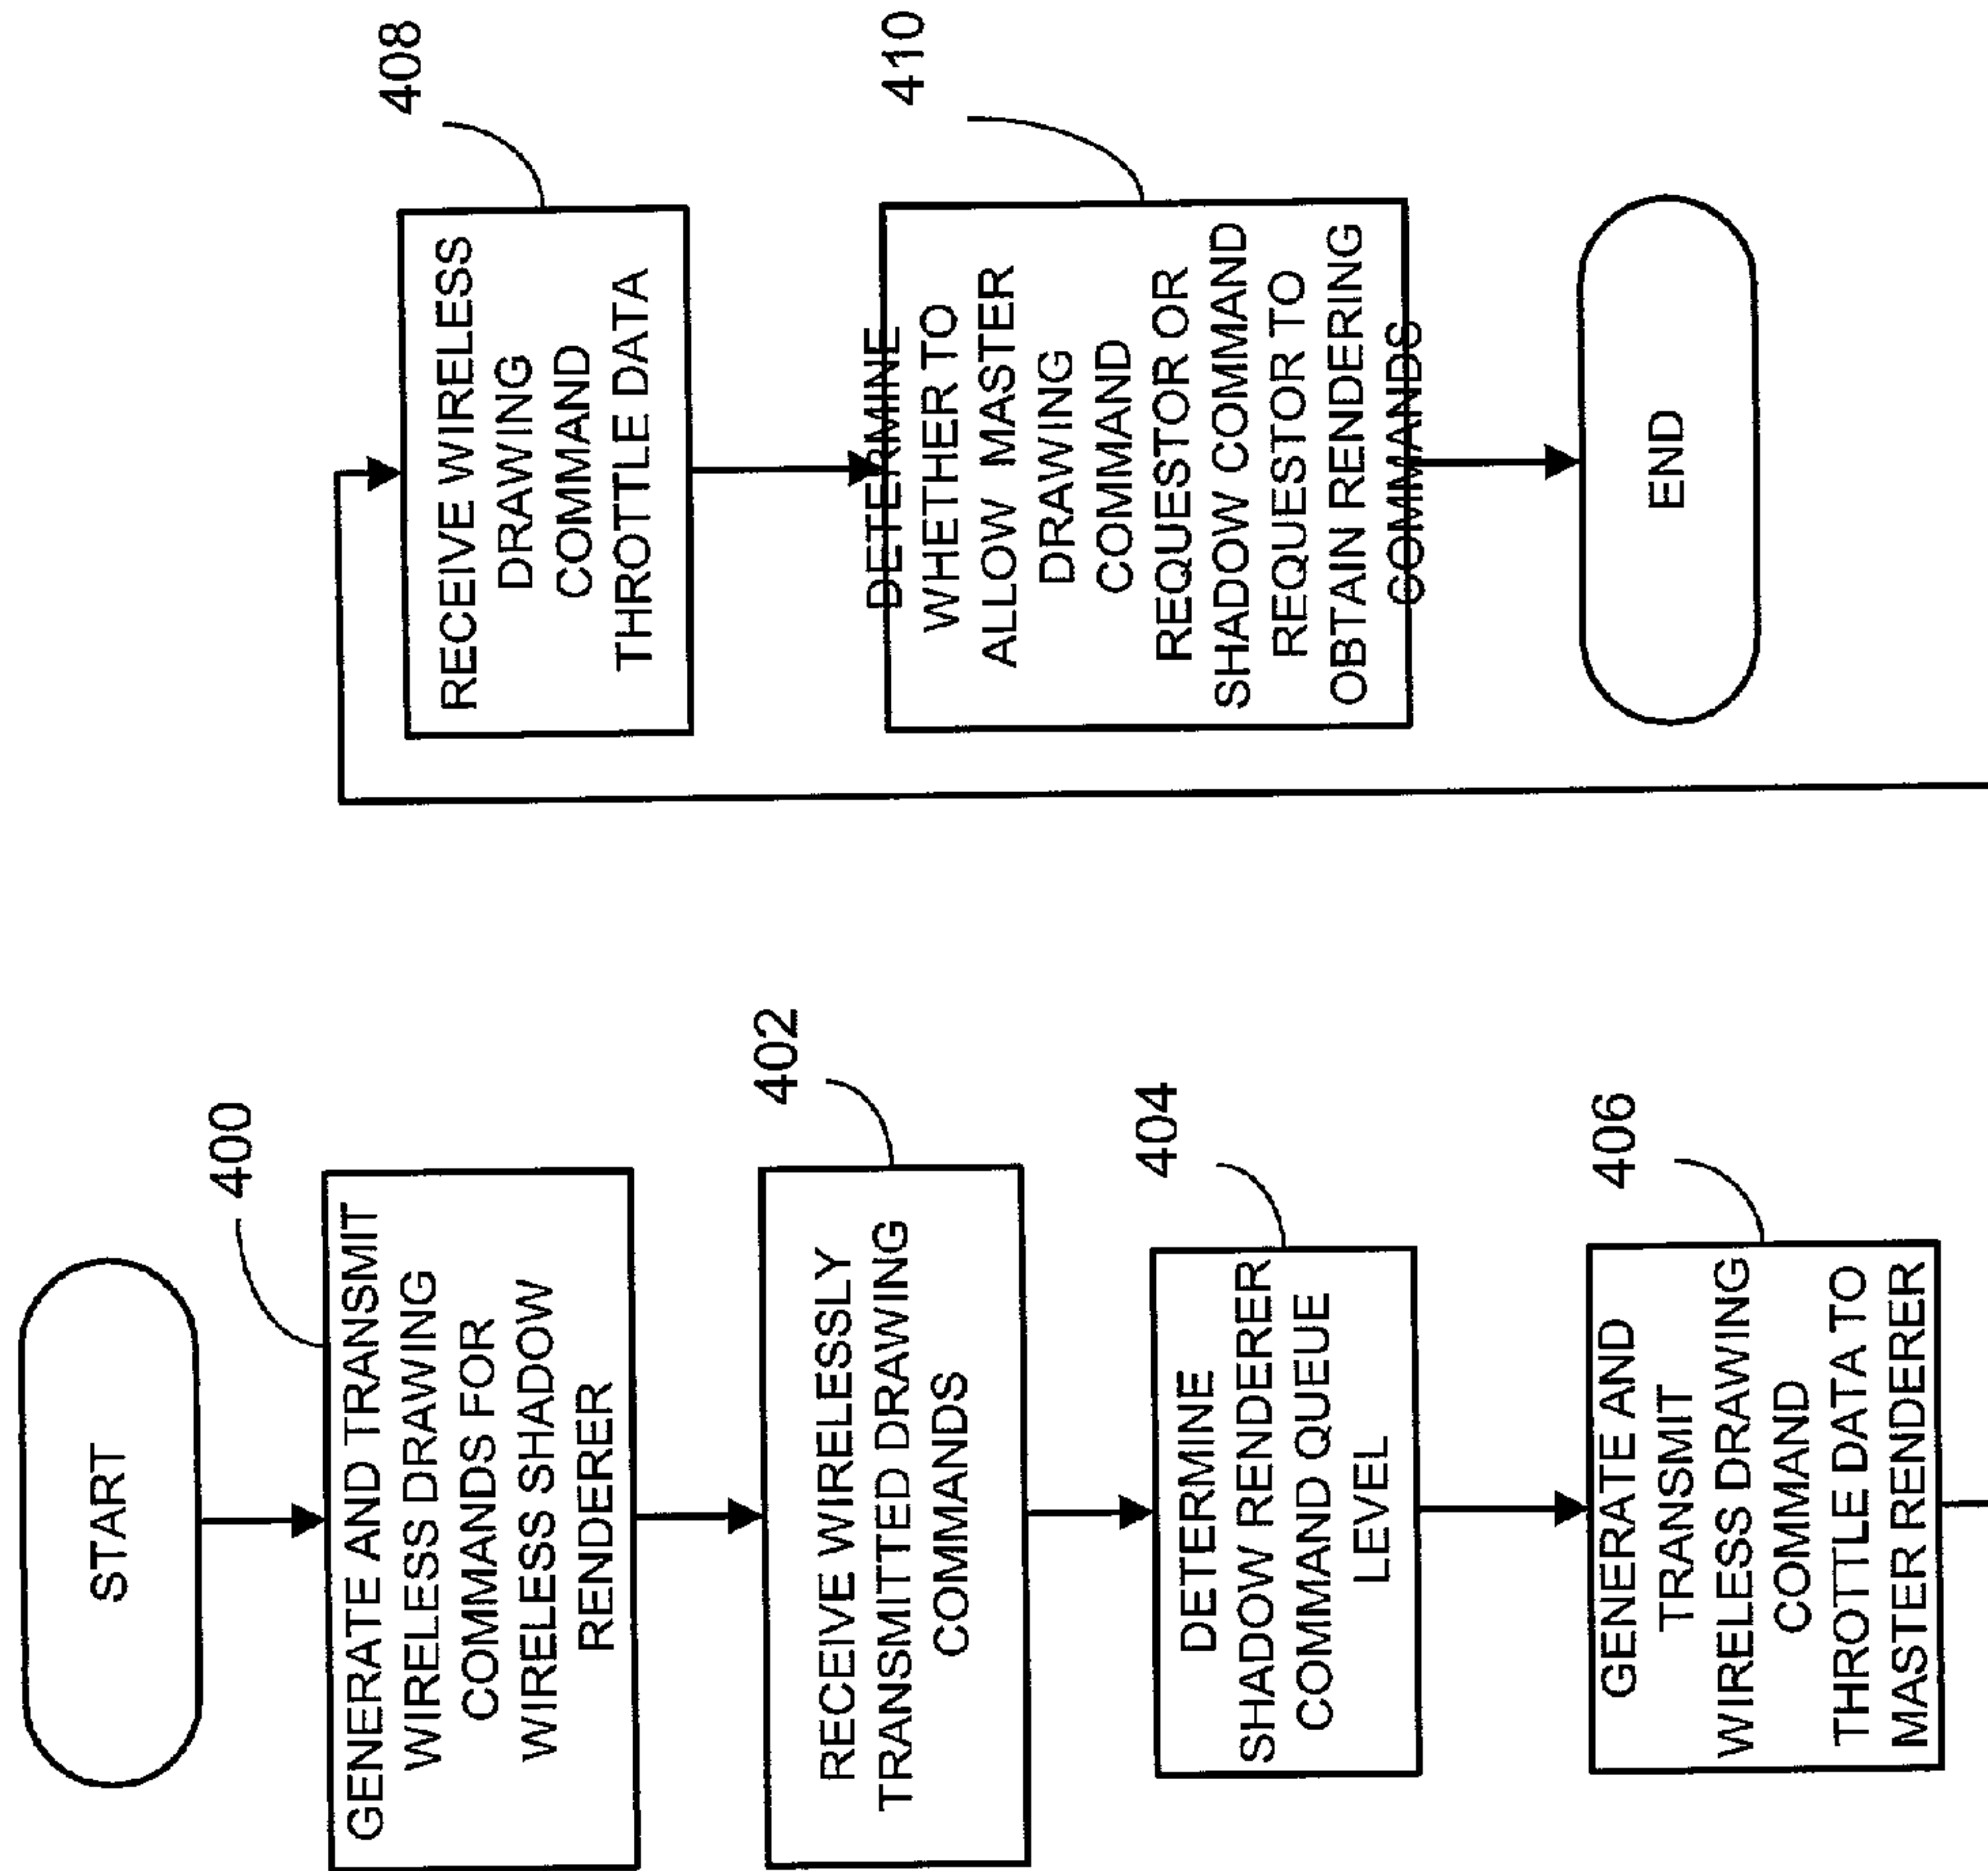 START
400
GENERATE AND TRANSMIT
WIRELESS DRAWING
COMMANDS FOR
WIRELESS SHADOW
RENDERER
402
RECEIVE WIRELESSLY
TRANSMITTED DRAWING
COMMANDS
404
DETERMINE
SHADOW RENDERER
COMMAND QUEUE
LEVEL
406
GENERATE AND
TRANSMIT
WIRELESS DRAWING
COMMAND
THROTTLE DATA TO
MASTER RENDERER
408
RECEIVE WIRELESS
DRAWING
COMMAND
THROTTLE DATA
410
DETERMINE
WHETHER TO
ALLOW MASTER
DRAWING
COMMAND
REQUESTOR OR
SHADOW COMMAND
REQUESTOR TO
OBTAIN RENDERING
COMMANDS
END